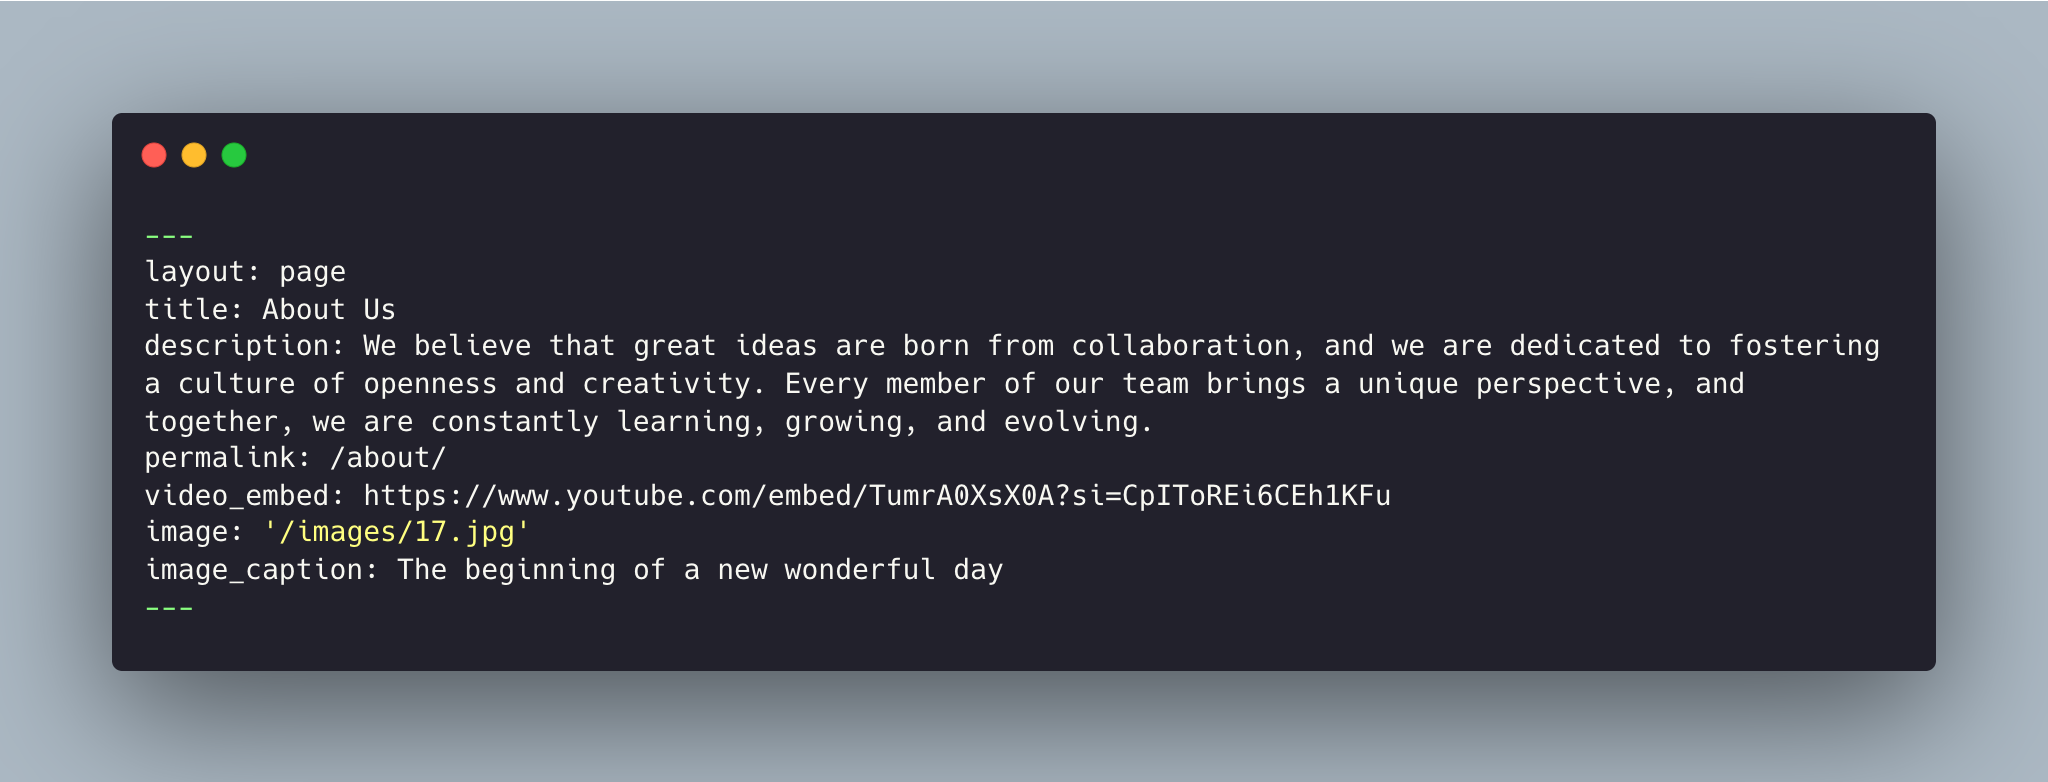 ---
layout: page
title: About Us
description: We believe that great ideas are born from collaboration, and we are dedicated to fostering
a culture of openness and creativity. Every member of our team brings a unique perspective, and
together, we are constantly learning, growing, and evolving.
permalink: /about/
video_embed: https://www.youtube.com/embed/TumrA0XsX0A?si=CpIToREi6CEh1KFu
image: '/images/17.jpg'
image_caption: The beginning of a new wonderful day
---